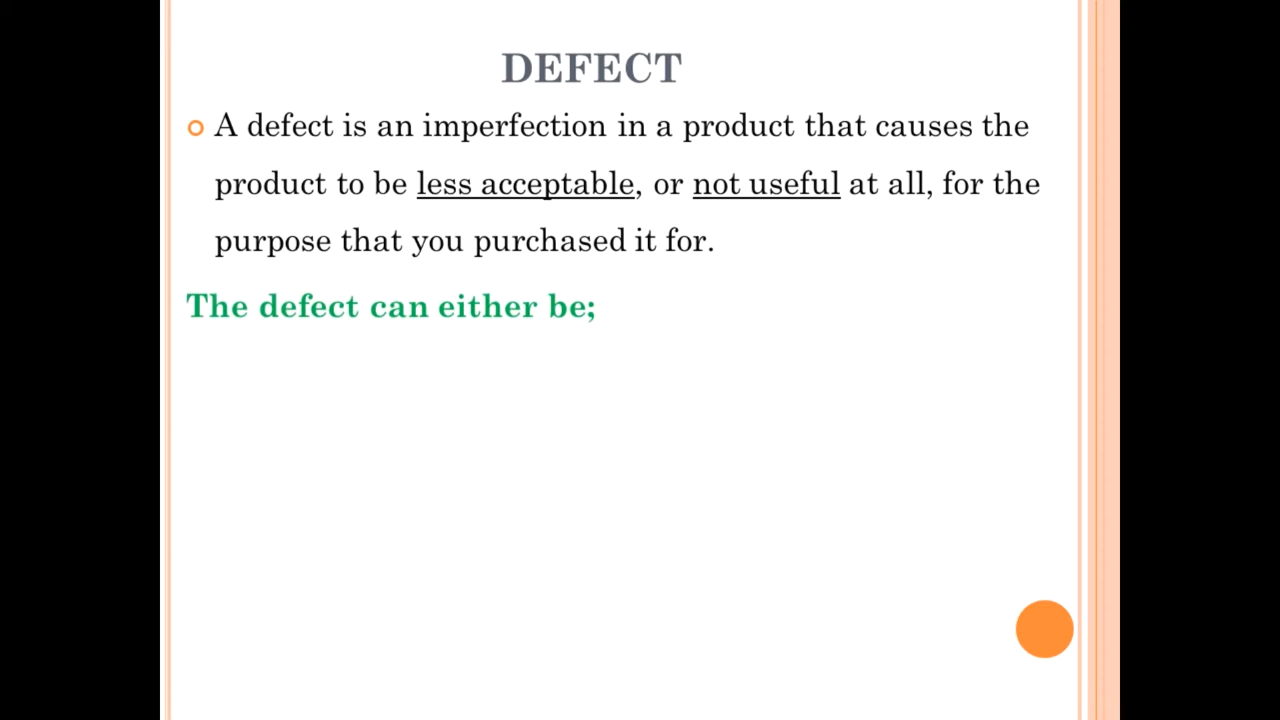 DEFECT
A defect is an imperfection in a product that causes the
product to be less acceptable, or not useful at all, for the
purpose that you purchased it for.
The defect can either be;